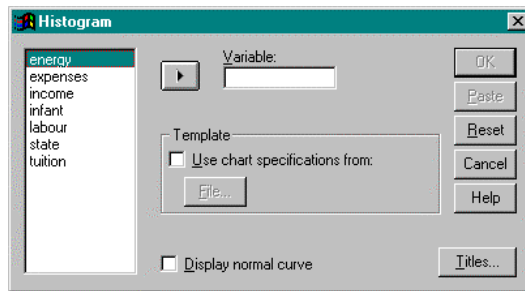 Histogram
energy
expenses
income
infant
labour
state
tuition
Variable:
Template
Use chart specifications from:
File...
Display normal curve
OK
Paste
Reset
Cancel
Help
Titles...